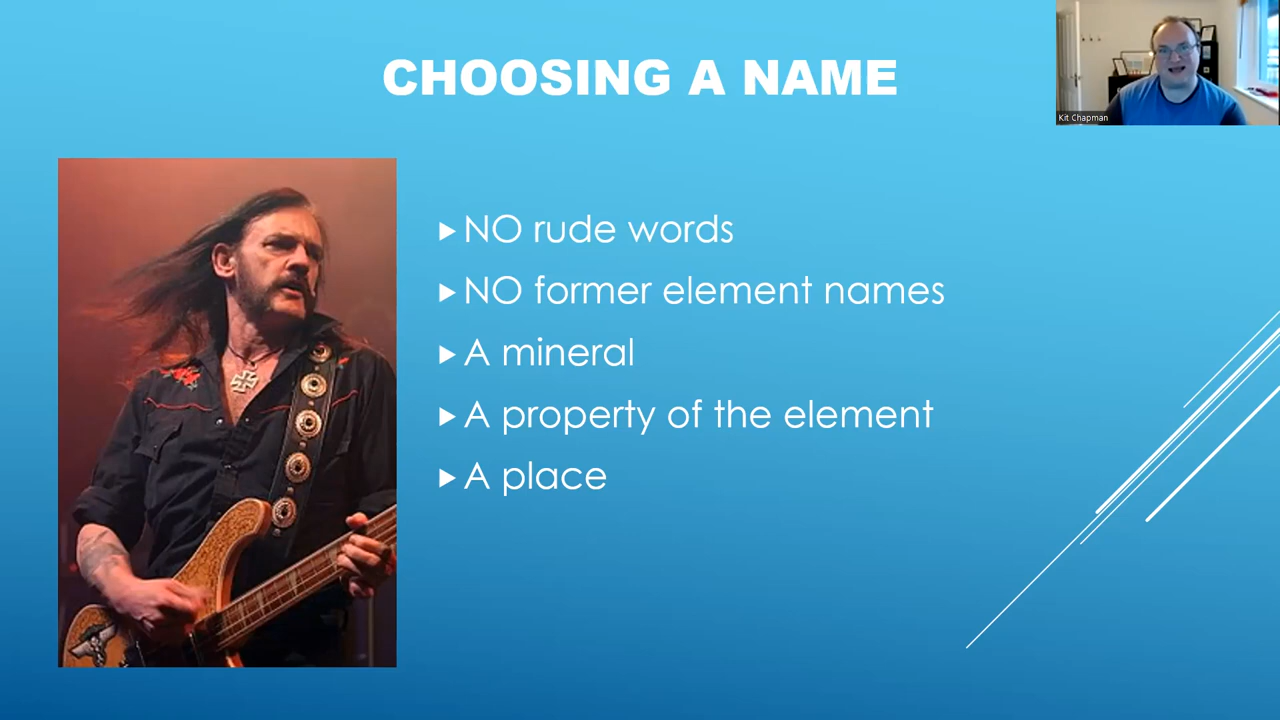 CHOOSING A NAME
Kit Chapman
NO rude words
NO former element names
A mineral
A property of the element
A place